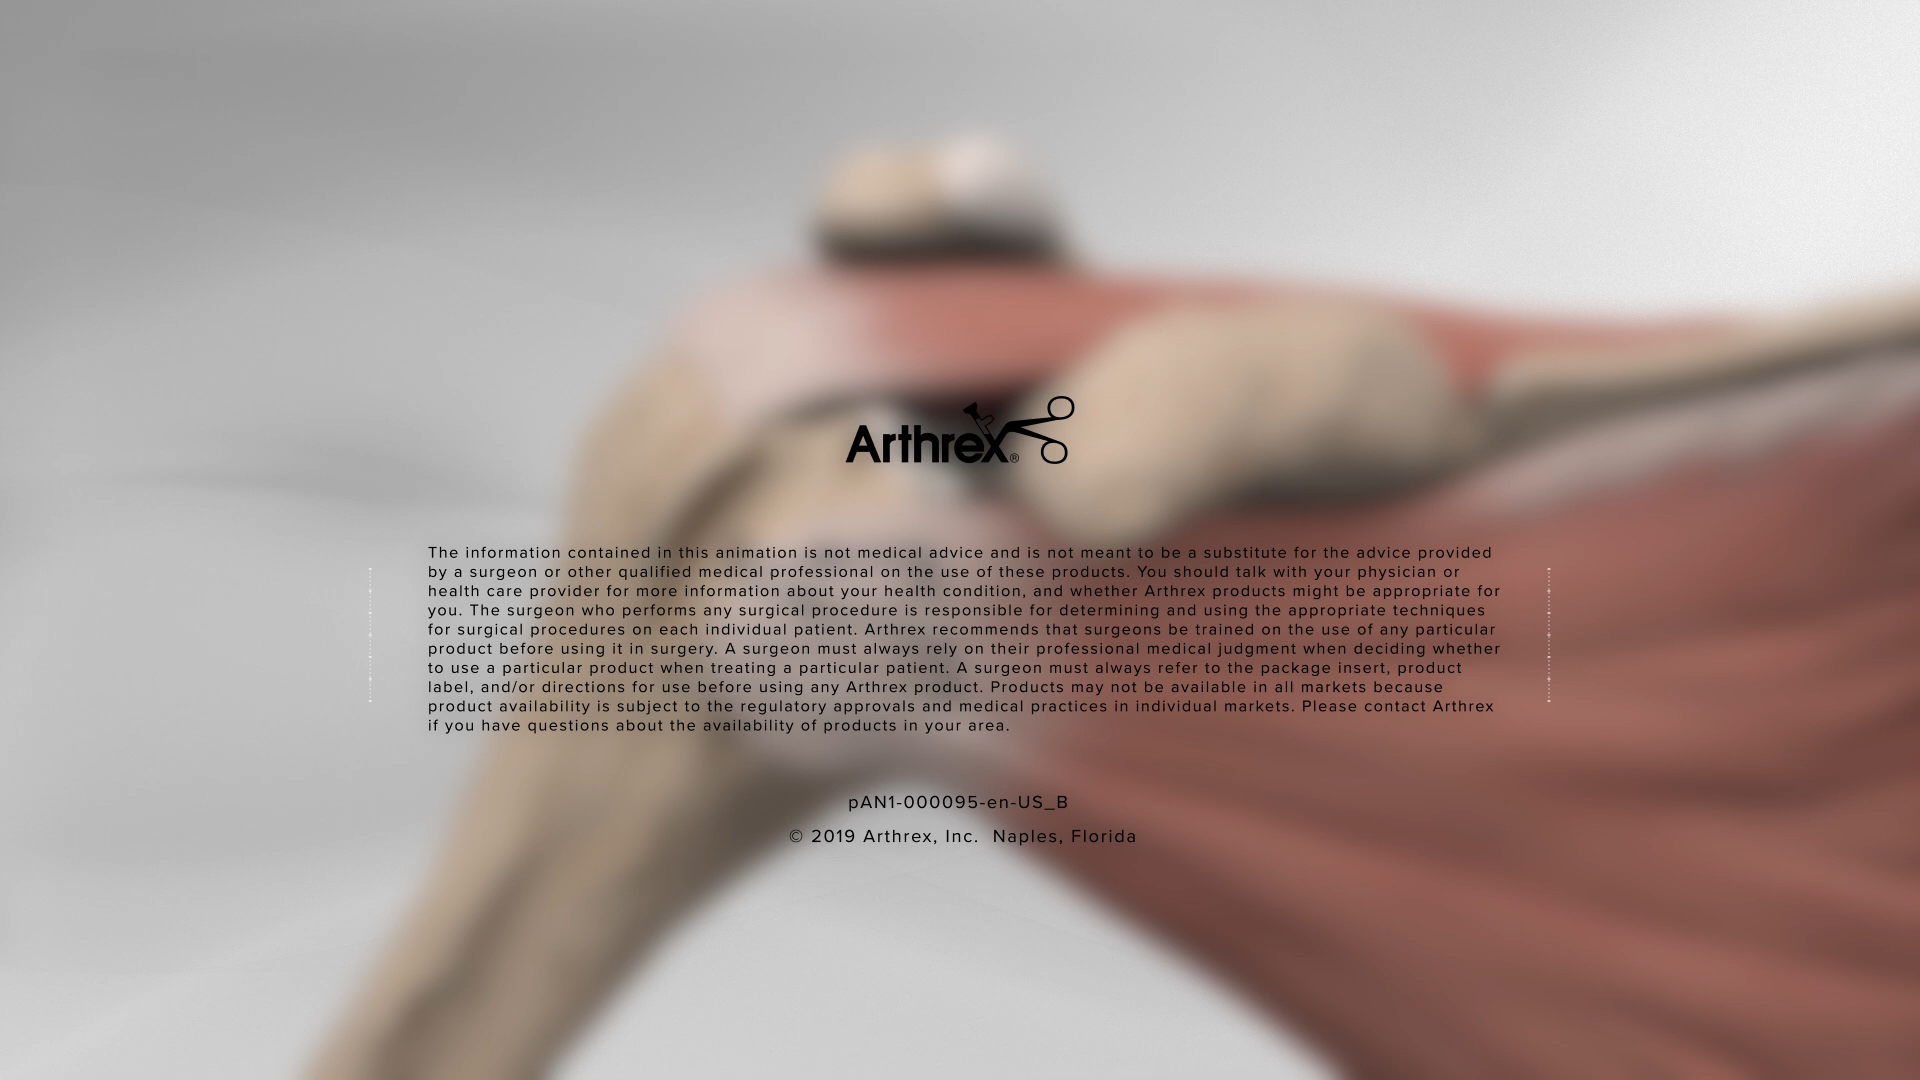 Arthrex®
The information contained in this animation is not medical advice and is not meant to be a substitute for the advice provided
by a surgeon or other qualified medical professional on the use of these products. You should talk with your physician or
health care provider for more information about your health condition, and whether Arthrex products might be appropriate for
you. The surgeon who performs any surgical procedure is responsible for determining and using the appropriate techniques
for surgical procedures on each individual patient. Arthrex recommends that surgeons be trained on the use of any particular
product before using it in surgery. A surgeon must always rely on their professional medical judgment when deciding whether
to use a particular product when treating a particular patient. A surgeon must always refer to the package insert, product
label, and/or directions for use before using any Arthrex product. Products may not be available in all markets because
product availability is subject to the regulatory approvals and medical practices in individual markets. Please contact Arthrex
if you have questions about the availability of products in your area.
pAN1-000095-en-US_B
© 2019 Arthrex, Inc. Naples, Florida